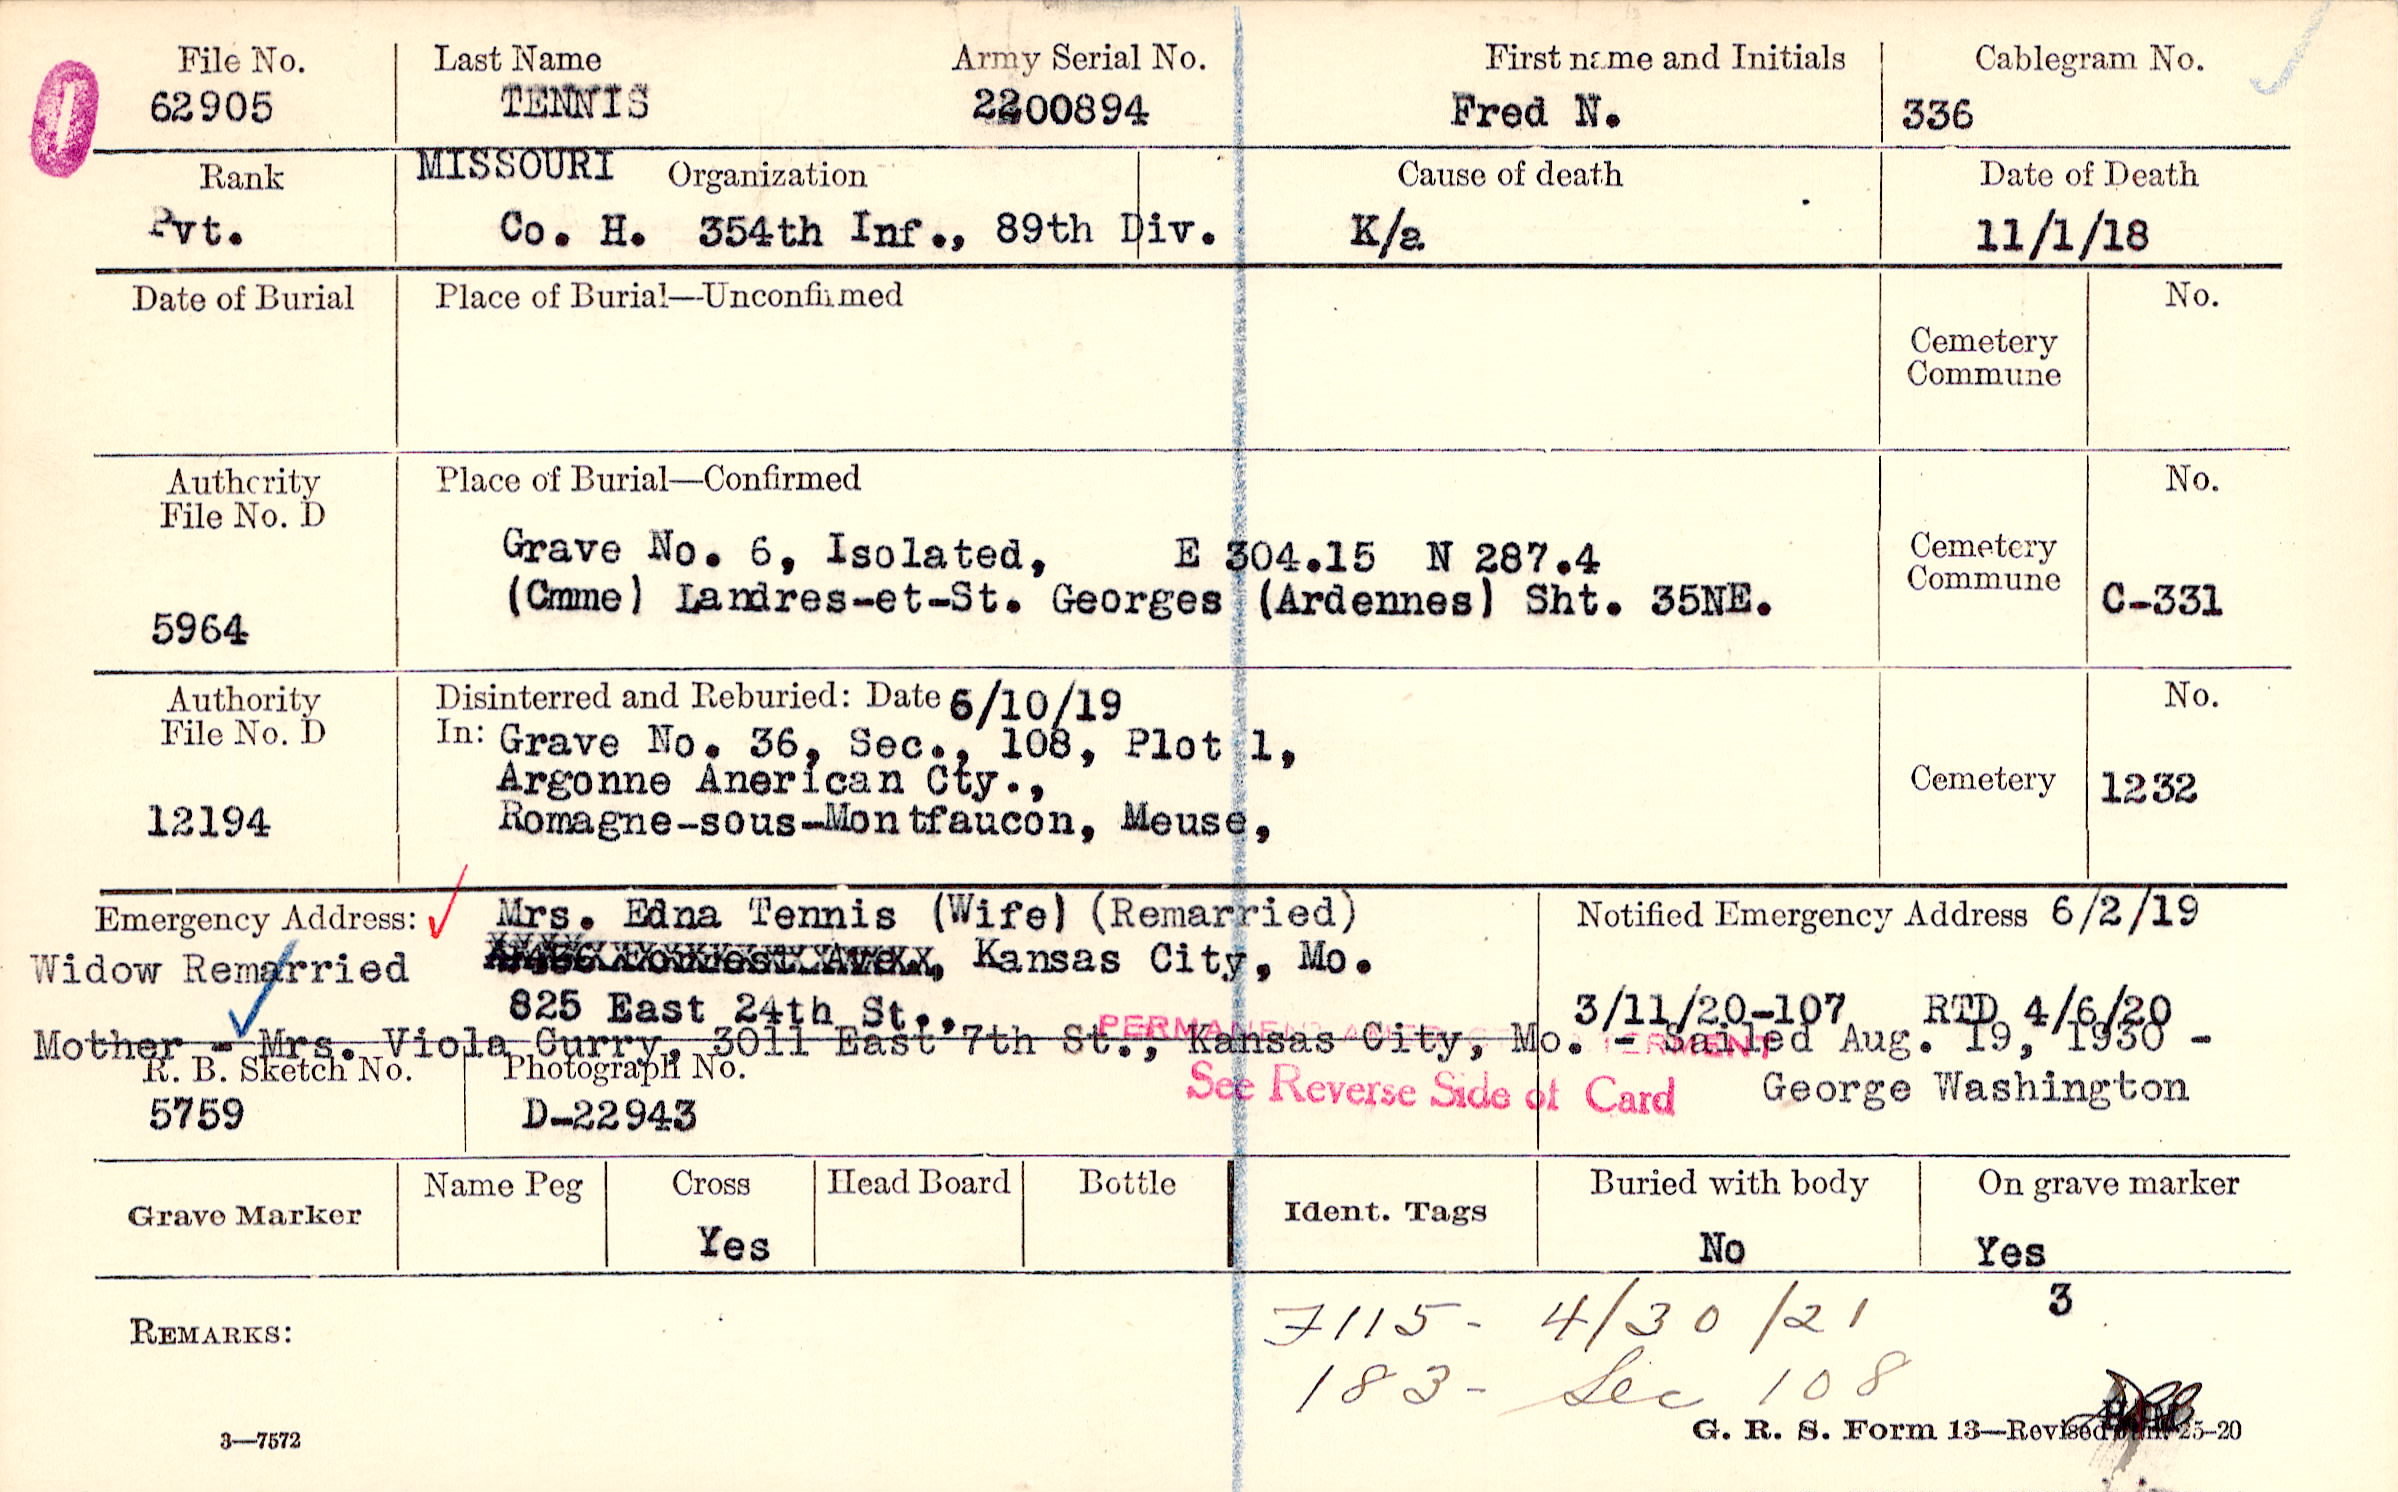 File No. Last Name Army Serial No. First name and Initials Cablegram No.
62905 TENNIS 2200894 Fred N. 336
Rank MISSOURI Organization Cause of death Date of Death
Pvt. Co. H. 354th Inf., 89th Div. K/a 11/1/18
Date of Burial Place of Burial—Unconfirmed No.
Cemetery
Commune
Authority Place of Burial—Confirmed No.
File No. D
Grave No. 6, Isolated, E 304.15 N 287.4 Cemetery
(Cmme) Landres-et-St. Georges (Ardennes) Sht. 35NE. Commune C-331
5964
Authority Disinterred and Reburied: Date 6/10/19 No.
File No. D In: Grave No. 36, Sec., 108, Plot 1,
Argonne Anerican Cty., Cemetery 1232
12194 Romagne-sous-Montfaucon, Meuse,
Emergency Address: Mrs. Edna Tennis (Wife) (Remarried) Notified Emergency Address 6/2/19
Widow Remarried Kansas City, Mo.
825 East 24th St., 3/11/20-107 RTD 4/6/20
PERMANENT
Mother - Mrs. Viola Curry, 3011 East 7th St., Kansas City, Mo. - Sailed Aug. 19, 1930 -
R. B. Sketch No. Photograph No. See Reverse Side of Card George Washington
5759 D-22943
Grave Marker Name Peg Cross Head Board Bottle Ident. Tags Buried with body On grave marker
Yes No Yes
3
REMARKS: 7115- 4/30/21
183- Sec 108
3—7572 G. R. S. Form 13—Revised 25-20